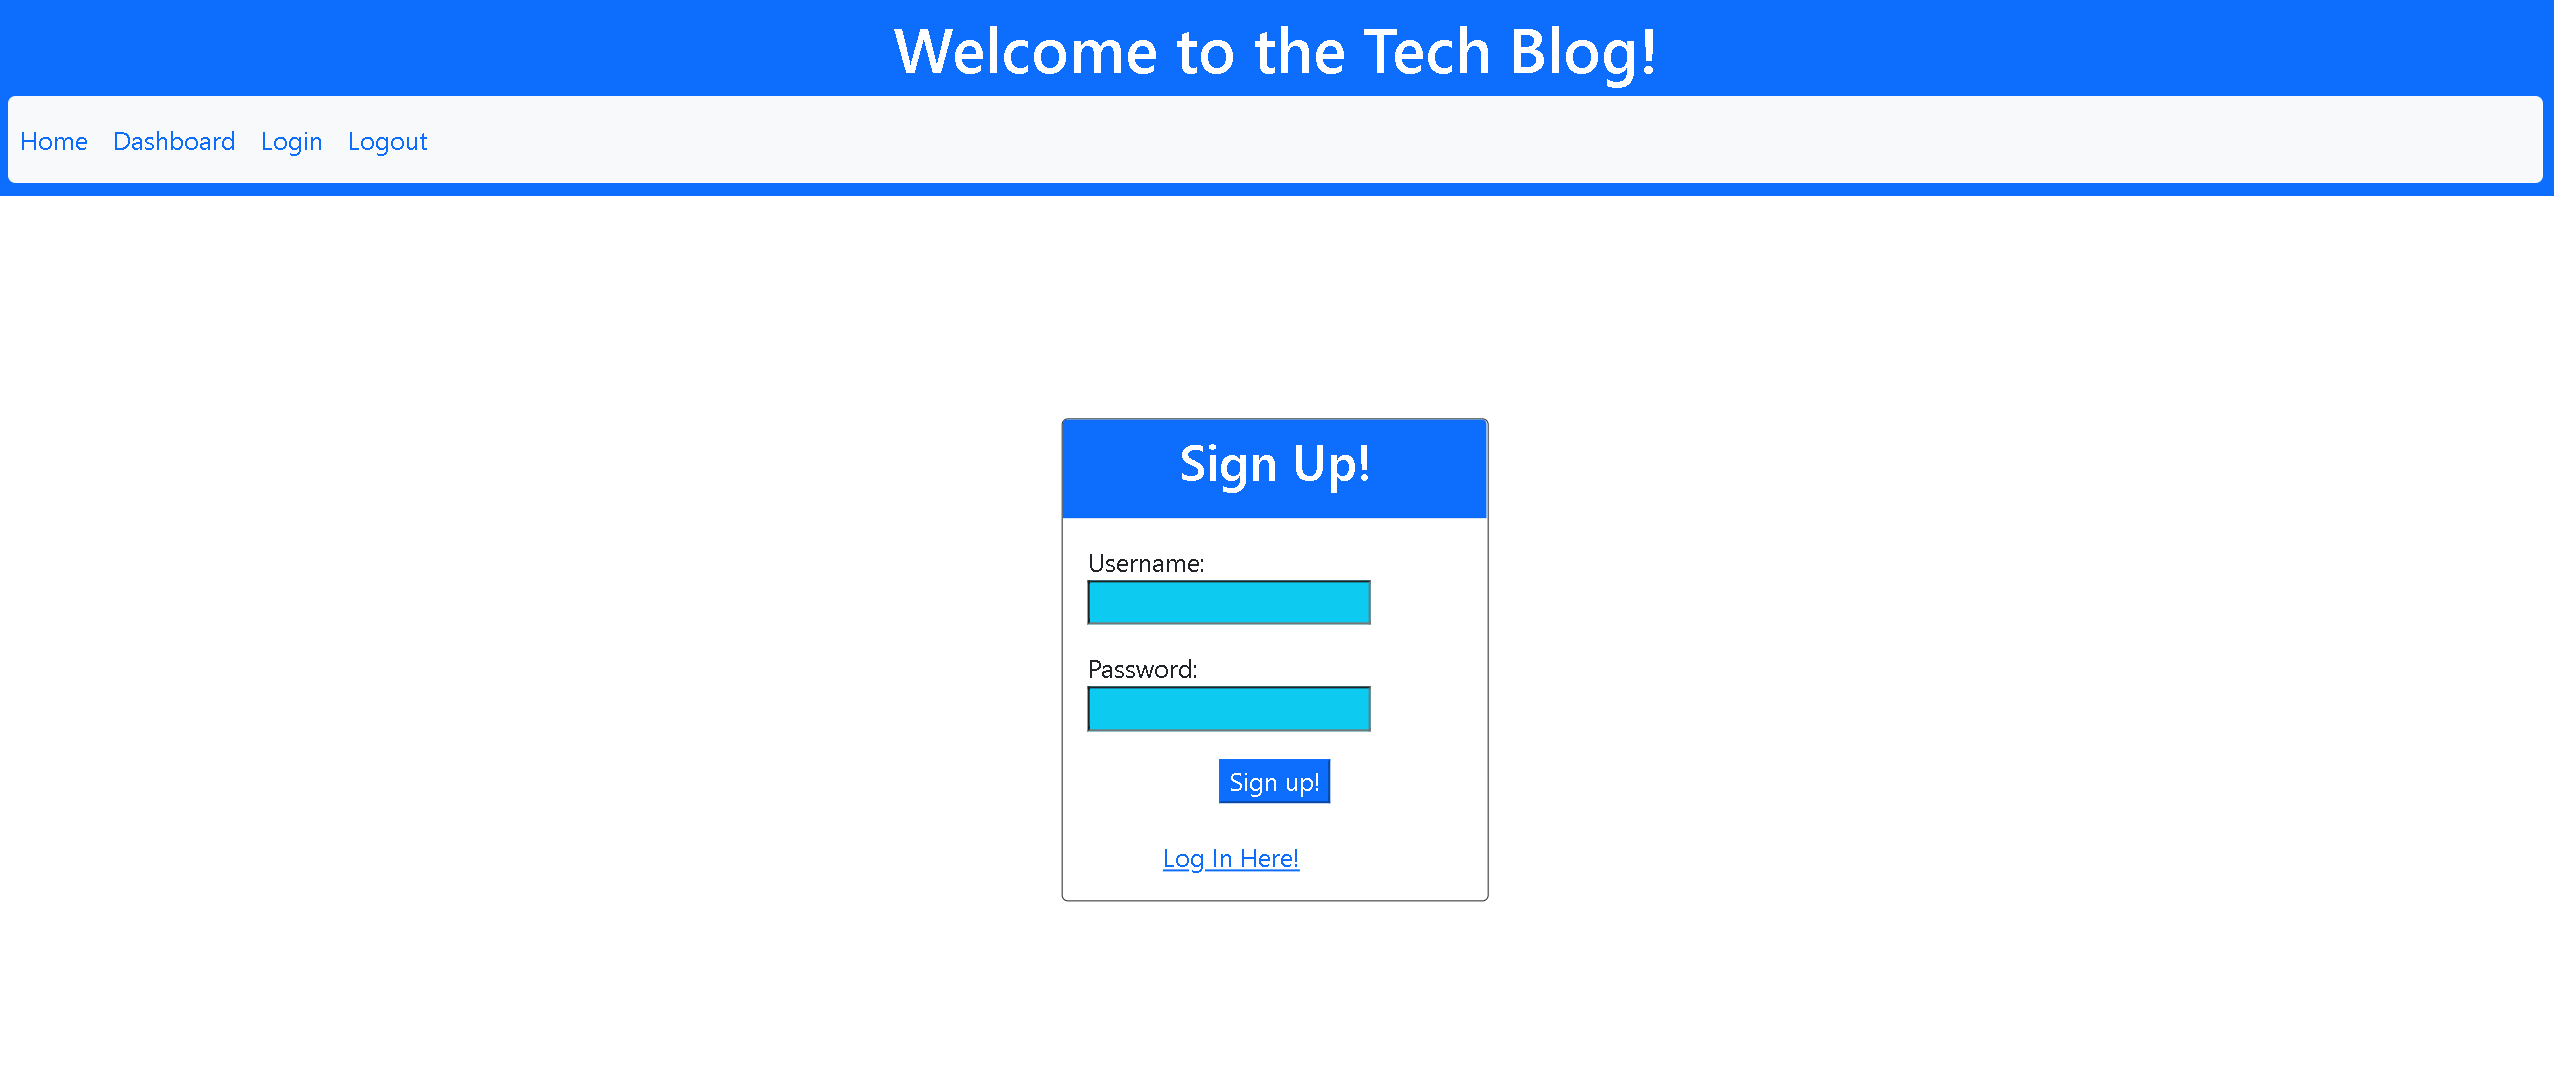 Welcome to the Tech Blog!
Home Dashboard Login Logout
Sign Up!
Username:
Password:
Sign up!
Log In Here!